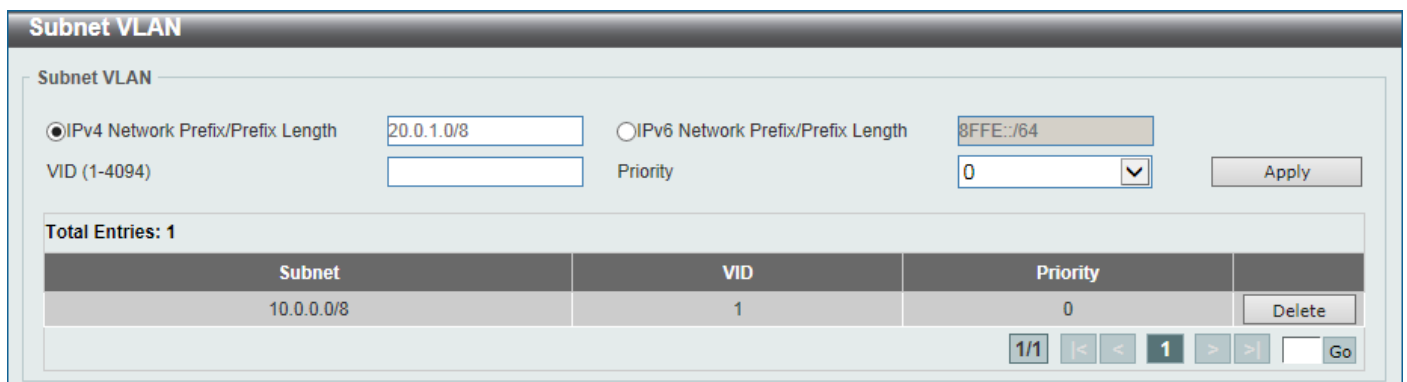 Subnet VLAN
Subnet VLAN
IPv4 Network Prefix/Prefix Length 20.0.1.0/8 IPv6 Network Prefix/Prefix Length 8FFE::/64
VID (1-4094) Priority 0 Apply
Total Entries: 1
Subnet VID Priority
10.0.0.0/8 1 0 Delete
1/1 |< < 1 > >| Go